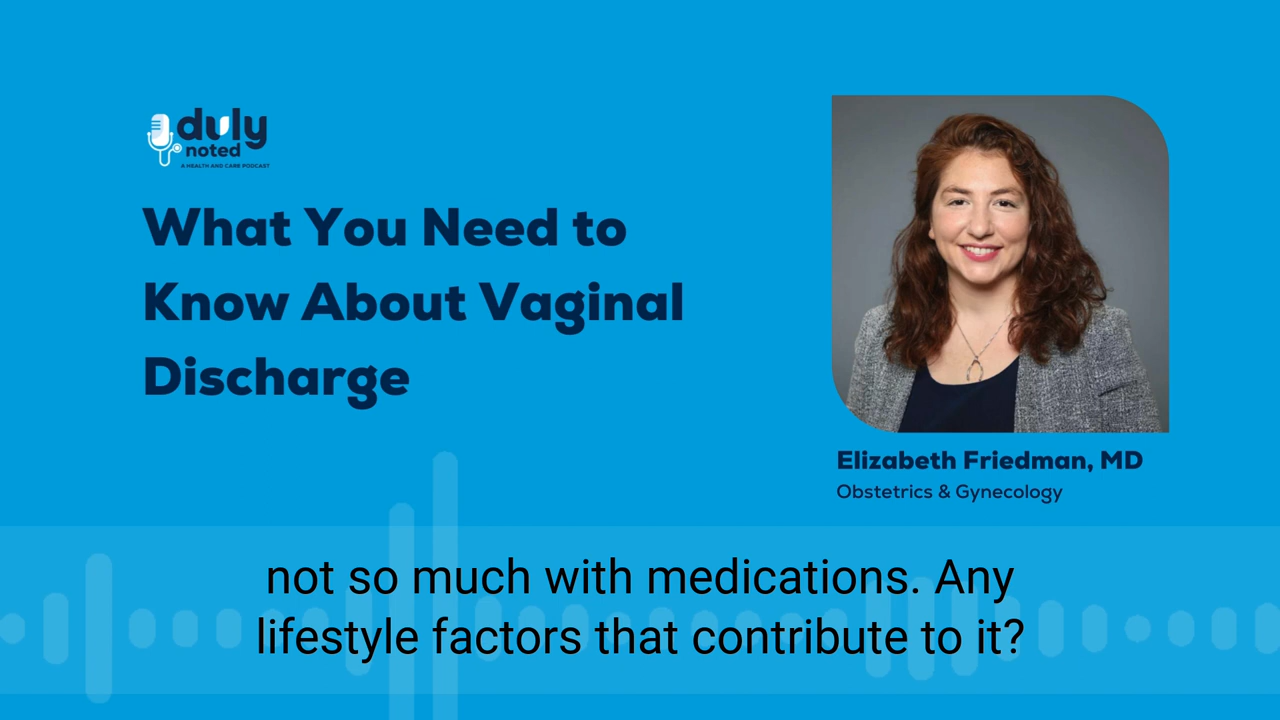 duly
noted
A HEALTH AND CARE PODCAST
What You Need to
Know About Vaginal
Discharge
Elizabeth Friedman, MD
Obstetrics & Gynecology
not so much with medications. Any
lifestyle factors that contribute to it?